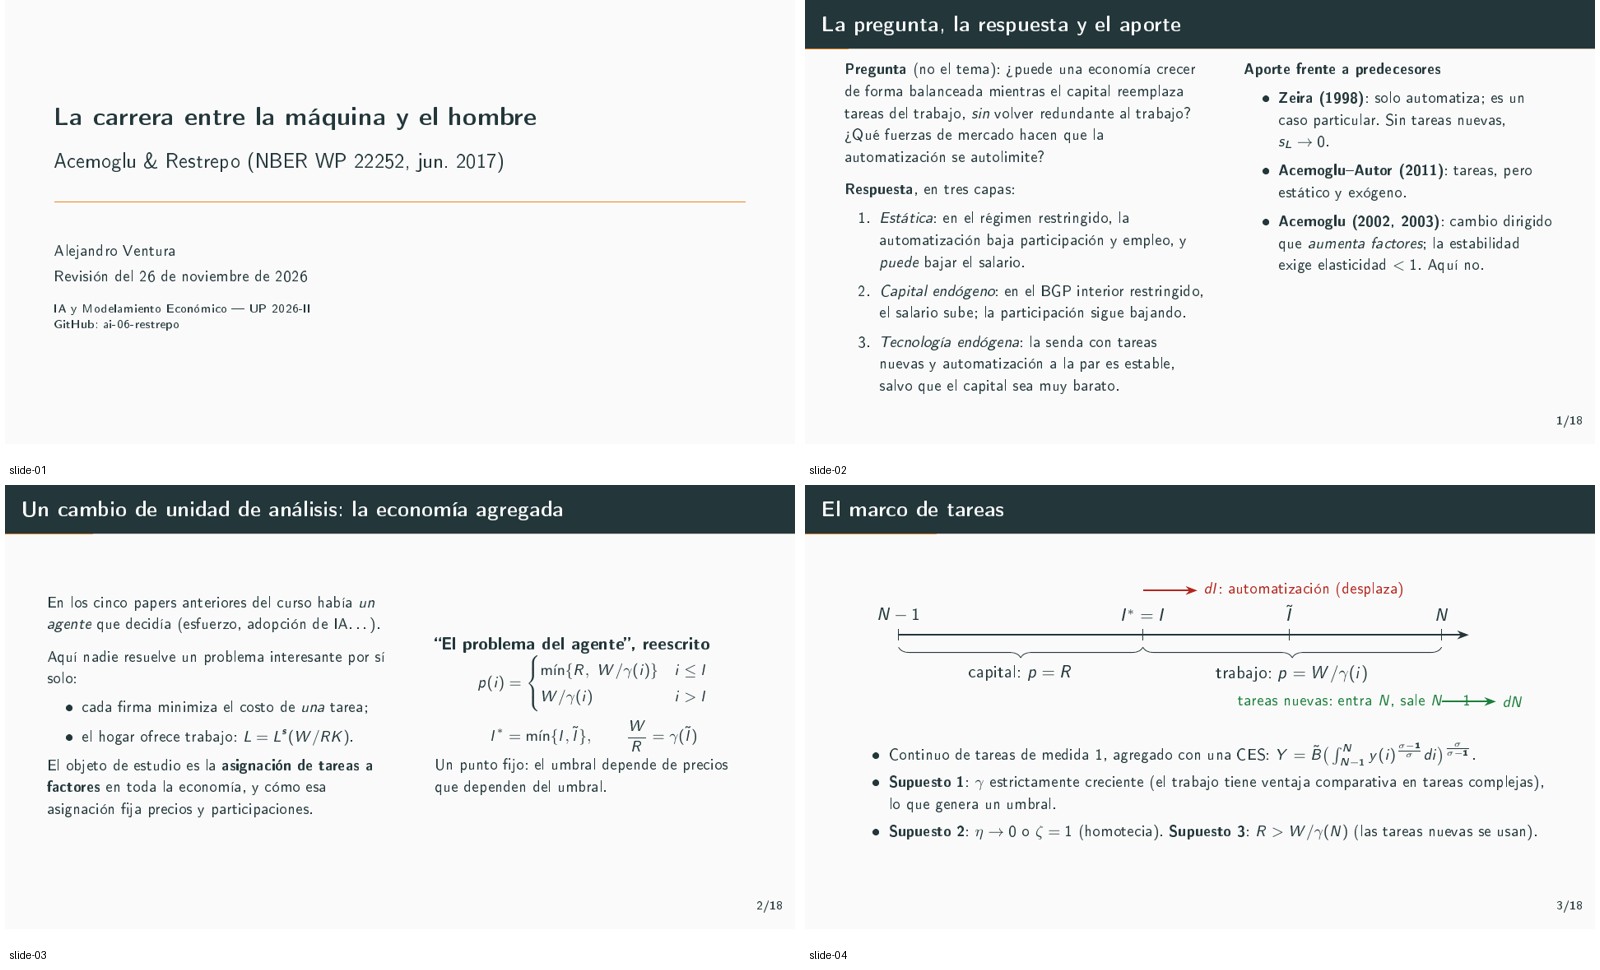 La carrera entre la máquina y el hombre
Acemoglu & Restrepo (NBER WP 22252, jun. 2017)
Alejandro Ventura
Revisión del 26 de noviembre de 2026
IA y Modelamiento Económico — UP 2026-II
GitHub: ai-06-restrepo
slide-01
La pregunta, la respuesta y el aporte
Pregunta (no el tema): ¿puede una economía crecer
de forma balanceada mientras el capital reemplaza
tareas del trabajo, sin volver redundante al trabajo?
¿Qué fuerzas de mercado hacen que la
automatización se autolimite?
Respuesta, en tres capas:
1. Estática: en el régimen restringido, la
automatización baja participación y empleo, y
puede bajar el salario.
2. Capital endógeno: en el BGP interior restringido,
el salario sube; la participación sigue bajando.
3. Tecnología endógena: la senda con tareas
nuevas y automatización a la par es estable,
salvo que el capital sea muy barato.
Aporte frente a predecesores
• Zeira (1998): solo automatiza; es un
caso particular. Sin tareas nuevas,
s_L → 0.
• Acemoglu–Autor (2011): tareas, pero
estático y exógeno.
• Acemoglu (2002, 2003): cambio dirigido
que aumenta factores; la estabilidad
exige elasticidad < 1. Aquí no.
1/18
slide-02
Un cambio de unidad de análisis: la economía agregada
En los cinco papers anteriores del curso había un
agente que decidía (esfuerzo, adopción de IA...).
Aquí nadie resuelve un problema interesante por sí
solo:
• cada firma minimiza el costo de una tarea;
• el hogar ofrece trabajo: L = L^s(W/RK).
El objeto de estudio es la asignación de tareas a
factores en toda la economía, y cómo esa
asignación fija precios y participaciones.
“El problema del agente”, reescrito
p(i) = { mín{R, W/γ(i)} i ≤ I
W/γ(i) i > I
I* = mín{I, Ĩ}, W/R = γ(Ĩ)
Un punto fijo: el umbral depende de precios
que dependen del umbral.
2/18
slide-03
El marco de tareas
dI: automatización (desplaza)
N − 1 I* = I Ĩ N
capital: p = R trabajo: p = W/γ(i)
tareas nuevas: entra N, sale N − 1 dN
• Continuo de tareas de medida 1, agregado con una CES: Y = B̃(∫_{N−1}^{N} y(i)^{(σ−1)/σ} di)^{σ/(σ−1)}.
• Supuesto 1: γ estrictamente creciente (el trabajo tiene ventaja comparativa en tareas complejas),
lo que genera un umbral.
• Supuesto 2: η → 0 o ζ = 1 (homotecia). Supuesto 3: R > W/γ(N) (las tareas nuevas se usan).
3/18
slide-04